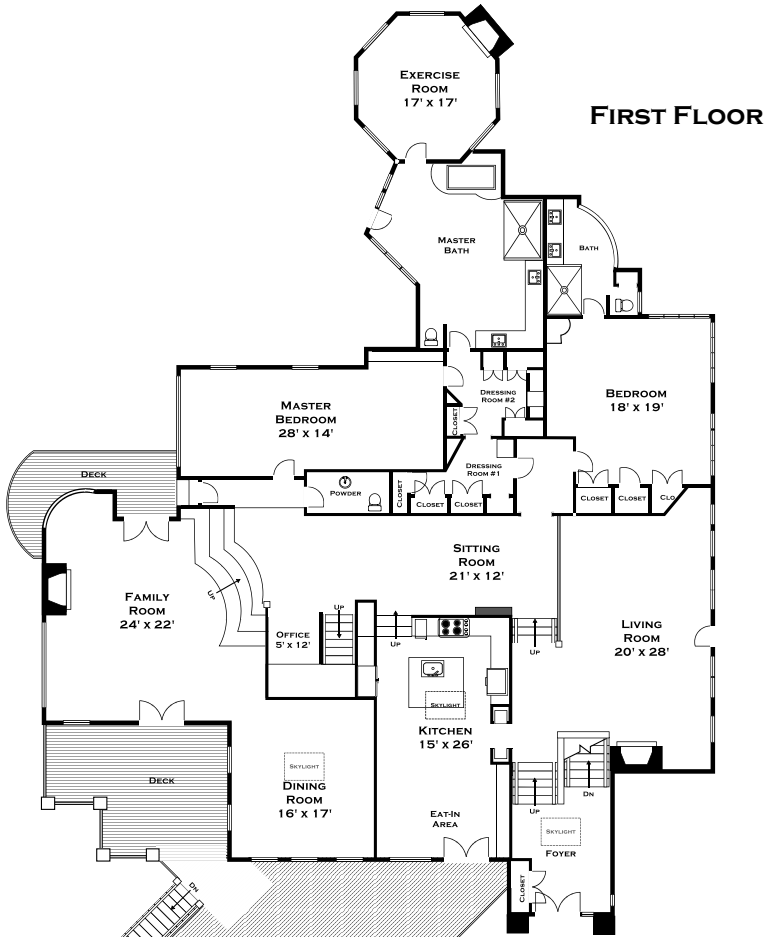 EXERCISE
ROOM
17' x 17'
FIRST FLOOR
MASTER
BATH
BATH
MASTER
BEDROOM
28' x 14'
DRESSING
ROOM #2
CLOSET
BEDROOM
18' x 19'
DECK
POWDER
CLOSET
DRESSING
ROOM #1
CLOSET
CLOSET
CLOSET
CLOSET
CLO
SITTING
ROOM
21' x 12'
UP
FAMILY
ROOM
24' x 22'
OFFICE
5' x 12'
UP
UP
UP
LIVING
ROOM
20' x 28'
SKYLIGHT
KITCHEN
15' x 26'
DECK
SKYLIGHT
DINING
ROOM
16' x 17'
EAT-IN
AREA
UP
DN
SKYLIGHT
FOYER
CLOSET
DN